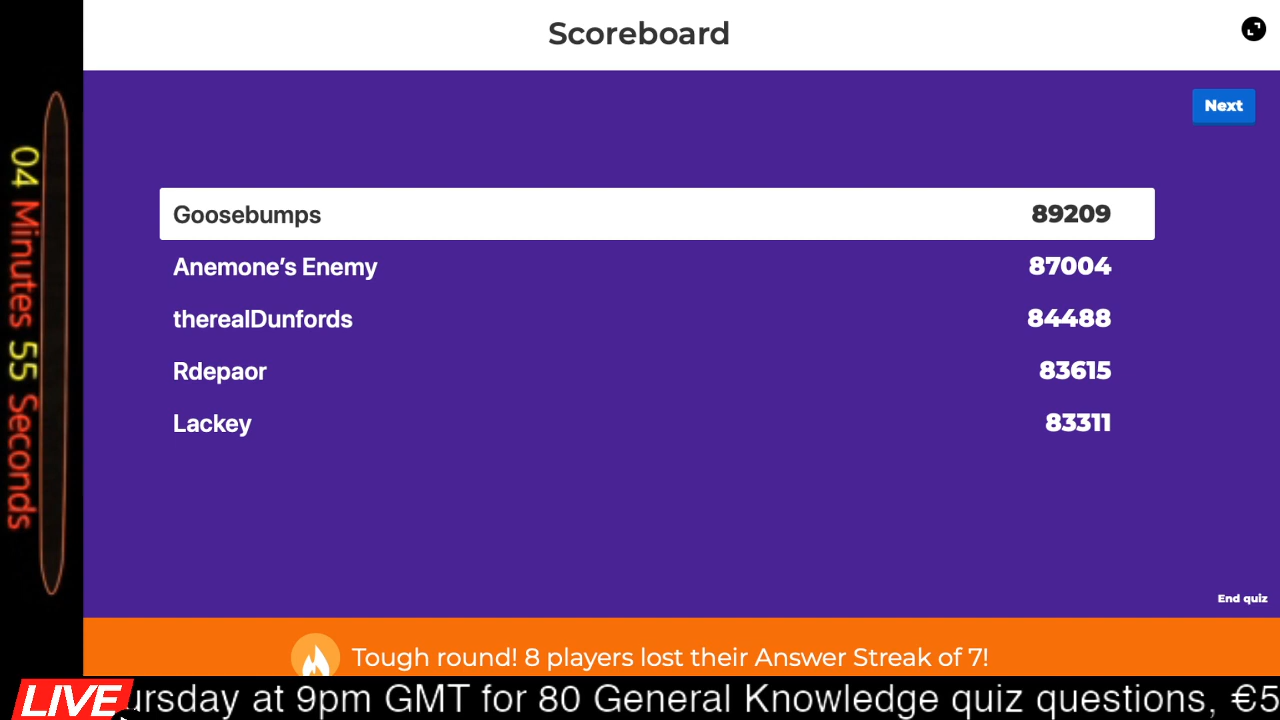 Scoreboard
Next
Goosebumps 89209
Anemone’s Enemy 87004
therealDunfords 84488
Rdepaor 83615
Lackey 83311
End quiz
Tough round! 8 players lost their Answer Streak of 7!
04 Minutes 55 Seconds
LIVE
ursday at 9pm GMT for 80 General Knowledge quiz questions, €5